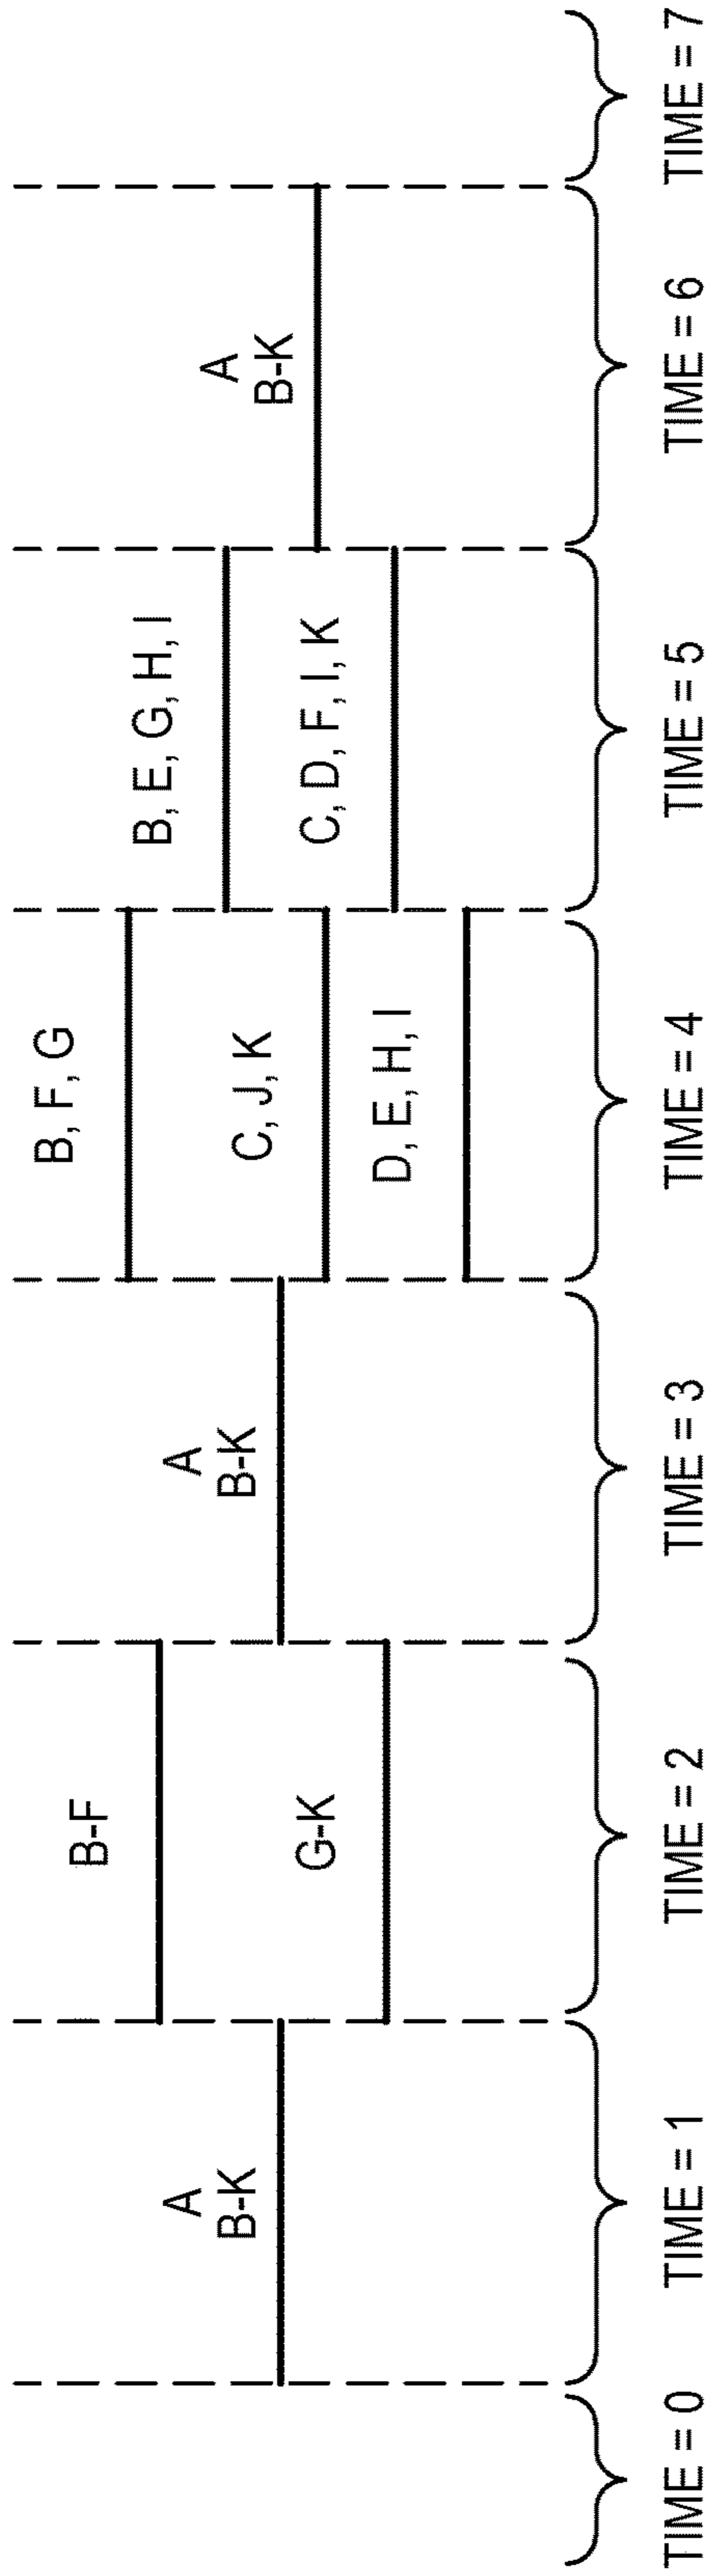 A
B-K
B-F
G-K
A
B-K
B, F, G
C, J, K
D, E, H, I
B, E, G, H, I
C, D, F, I, K
A
B-K
TIME = 0
TIME = 1
TIME = 2
TIME = 3
TIME = 4
TIME = 5
TIME = 6
TIME = 7